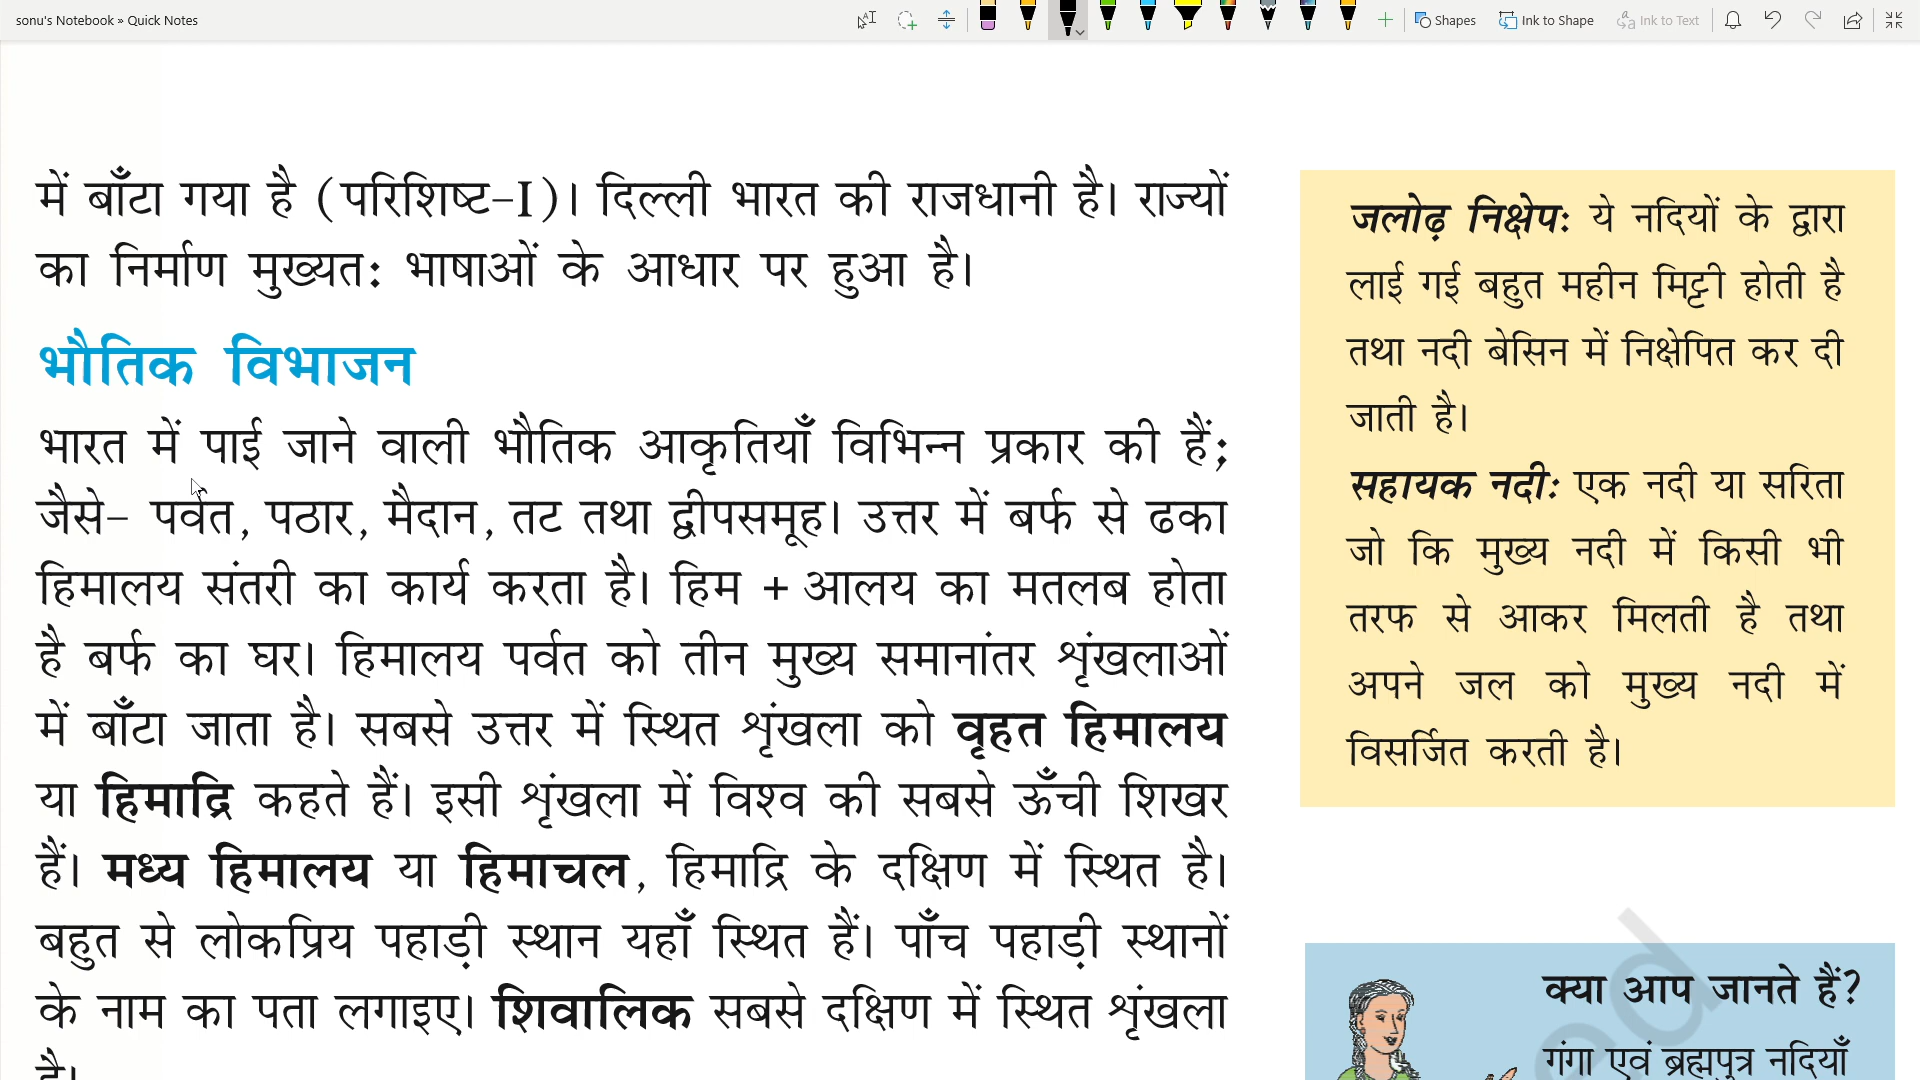 sonu's Notebook » Quick Notes
Shapes
Ink to Shape
Ink to Text
में बाँटा गया है (परिशिष्ट-I)। दिल्ली भारत की राजधानी है। राज्यों
का निर्माण मुख्यत: भाषाओं के आधार पर हुआ है।
भौतिक विभाजन
भारत में पाई जाने वाली भौतिक आकृतियाँ विभिन्न प्रकार की हैं;
जैसे- पर्वत, पठार, मैदान, तट तथा द्वीपसमूह। उत्तर में बर्फ से ढका
हिमालय संतरी का कार्य करता है। हिम + आलय का मतलब होता
है बर्फ का घर। हिमालय पर्वत को तीन मुख्य समानांतर शृंखलाओं
में बाँटा जाता है। सबसे उत्तर में स्थित शृंखला को वृहत हिमालय
या हिमाद्रि कहते हैं। इसी शृंखला में विश्व की सबसे ऊँची शिखर
हैं। मध्य हिमालय या हिमाचल, हिमाद्रि के दक्षिण में स्थित है।
बहुत से लोकप्रिय पहाड़ी स्थान यहाँ स्थित हैं। पाँच पहाड़ी स्थानों
के नाम का पता लगाइए। शिवालिक सबसे दक्षिण में स्थित शृंखला
है।
जलोढ़ निक्षेप: ये नदियों के द्वारा
लाई गई बहुत महीन मिट्टी होती है
तथा नदी बेसिन में निक्षेपित कर दी
जाती है।
सहायक नदी: एक नदी या सरिता
जो कि मुख्य नदी में किसी भी
तरफ से आकर मिलती है तथा
अपने जल को मुख्य नदी में
विसर्जित करती है।
क्या आप जानते हैं?
गंगा एवं ब्रह्मपुत्र नदियाँ